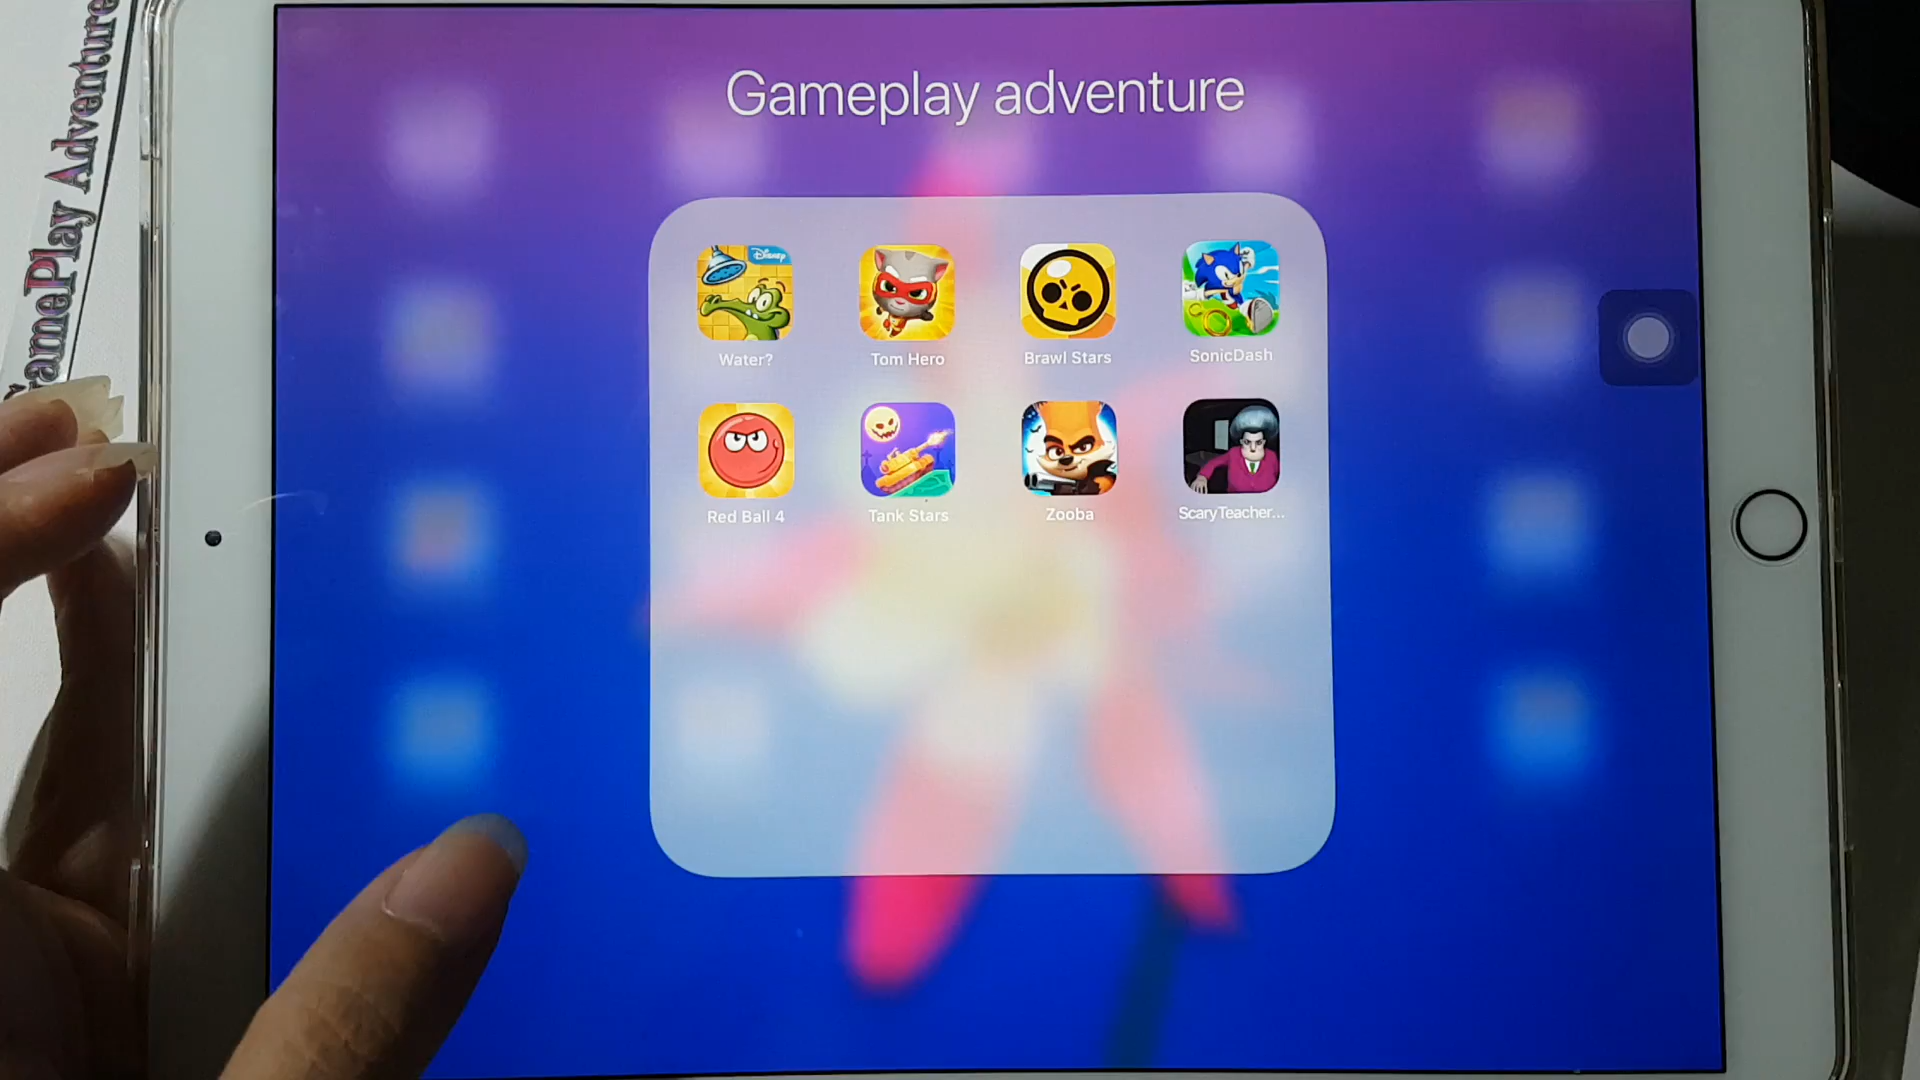 GamePlay Adventure
Gameplay adventure
Disney
Water?
Tom Hero
Brawl Stars
SonicDash
Red Ball 4
Tank Stars
Zooba
ScaryTeacher...